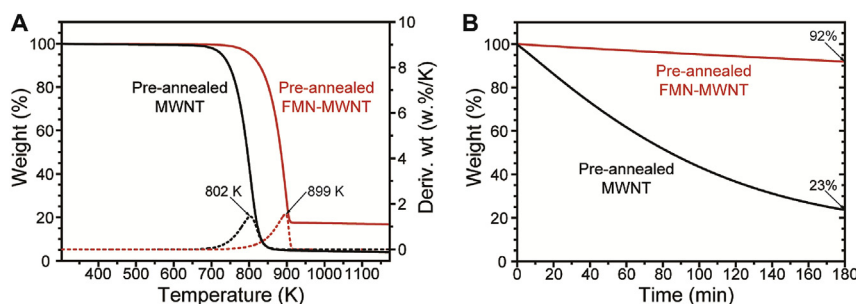 A
100
80
60
40
20
0
Weight (%)
400 500 600 700 800 900 1000 1100
Temperature (K)
10
8
6
4
2
0
Deriv. wt (w.%/K)
Pre-annealed
MWNT
Pre-annealed
FMN-MWNT
802 K
899 K
B
100
80
60
40
20
0
Weight (%)
0 20 40 60 80 100 120 140 160 180
Time (min)
92%
Pre-annealed
FMN-MWNT
Pre-annealed
MWNT
23%